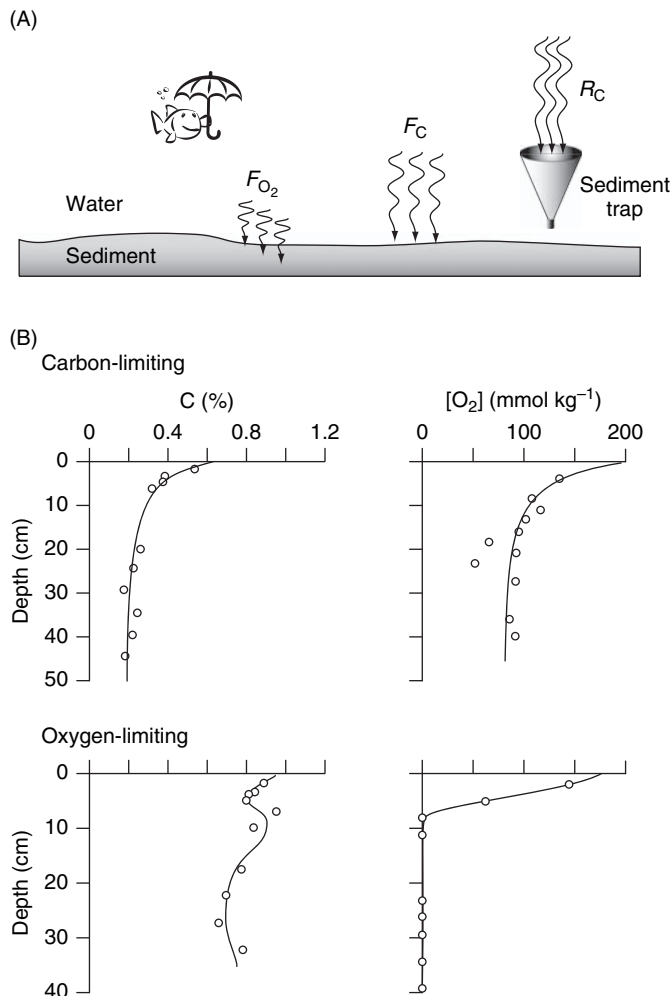 (A)
R_C
F_C
F_O₂
Sediment
trap
Water
Sediment
(B)
Carbon-limiting
C (%)
[O₂] (mmol kg⁻¹)
0 0.4 0.8 1.2
0 100 200
Depth (cm)
0
10
20
30
40
50
Oxygen-limiting
Depth (cm)
0
10
20
30
40